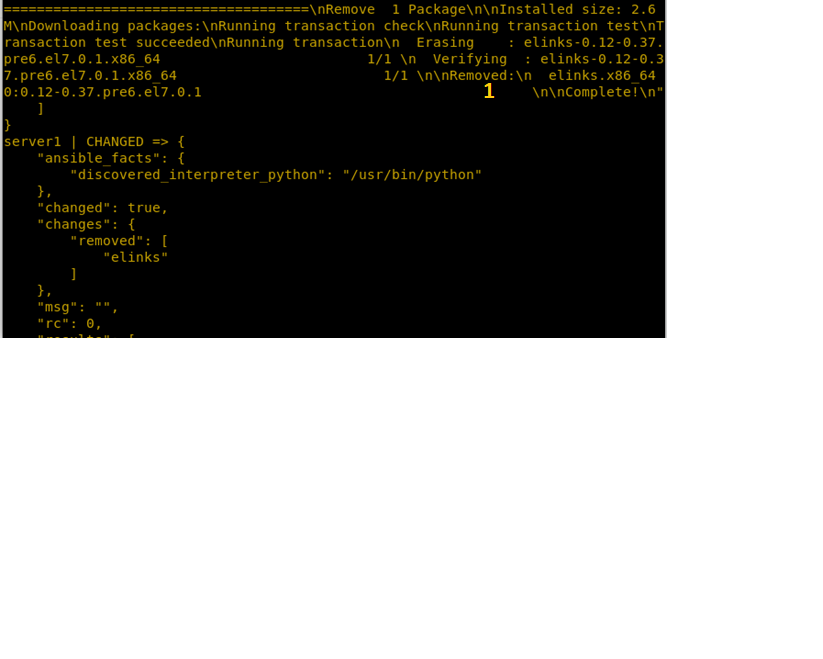 =====================================\nRemove  1 Package\n\nInstalled size: 2.6
M\nDownloading packages:\nRunning transaction check\nRunning transaction test\nT
ransaction test succeeded\nRunning transaction\n  Erasing    : elinks-0.12-0.37.
pre6.el7.0.1.x86_64                         1/1 \n  Verifying  : elinks-0.12-0.3
7.pre6.el7.0.1.x86_64                         1/1 \n\nRemoved:\n  elinks.x86_64
0:0.12-0.37.pre6.el7.0.1                                  1     \n\nComplete!\n"
    ]
}
server1 | CHANGED => {
    "ansible_facts": {
        "discovered_interpreter_python": "/usr/bin/python"
    },
    "changed": true,
    "changes": {
        "removed": [
            "elinks"
        ]
    },
    "msg": "",
    "rc": 0,